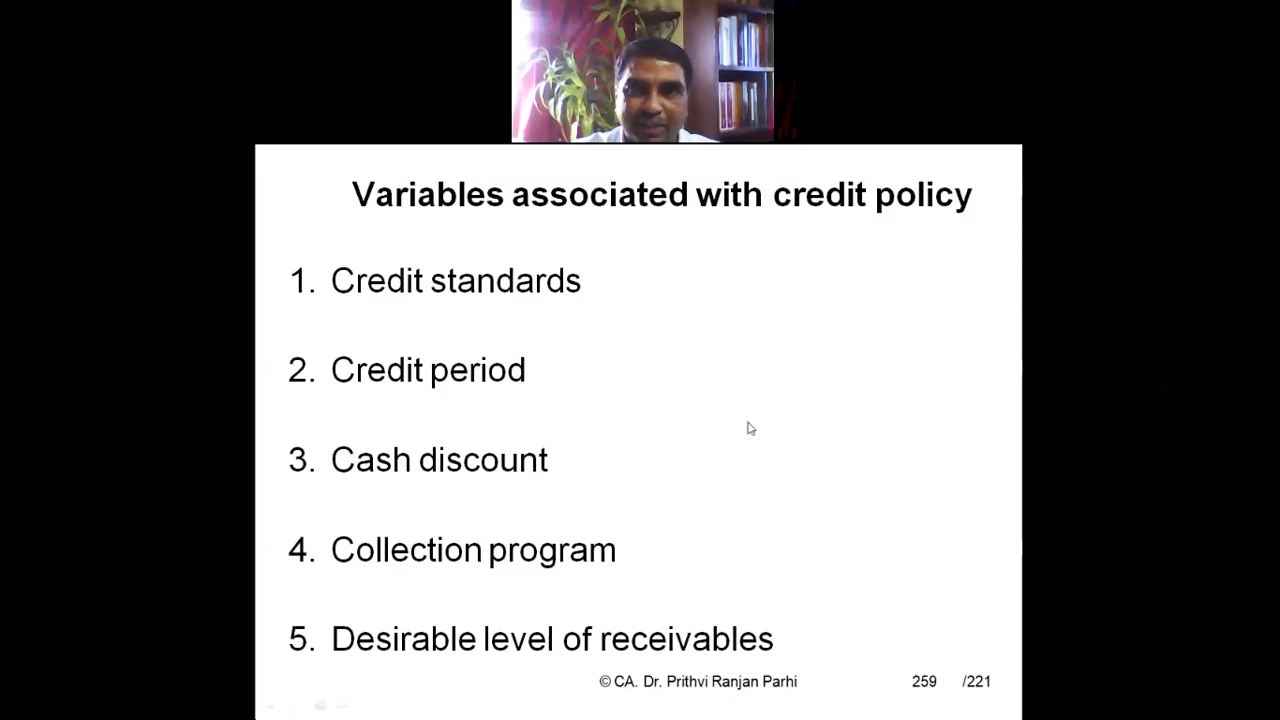 Variables associated with credit policy
1. Credit standards
2. Credit period
3. Cash discount
4. Collection program
5. Desirable level of receivables
© CA. Dr. Prithvi Ranjan Parhi 259 /221